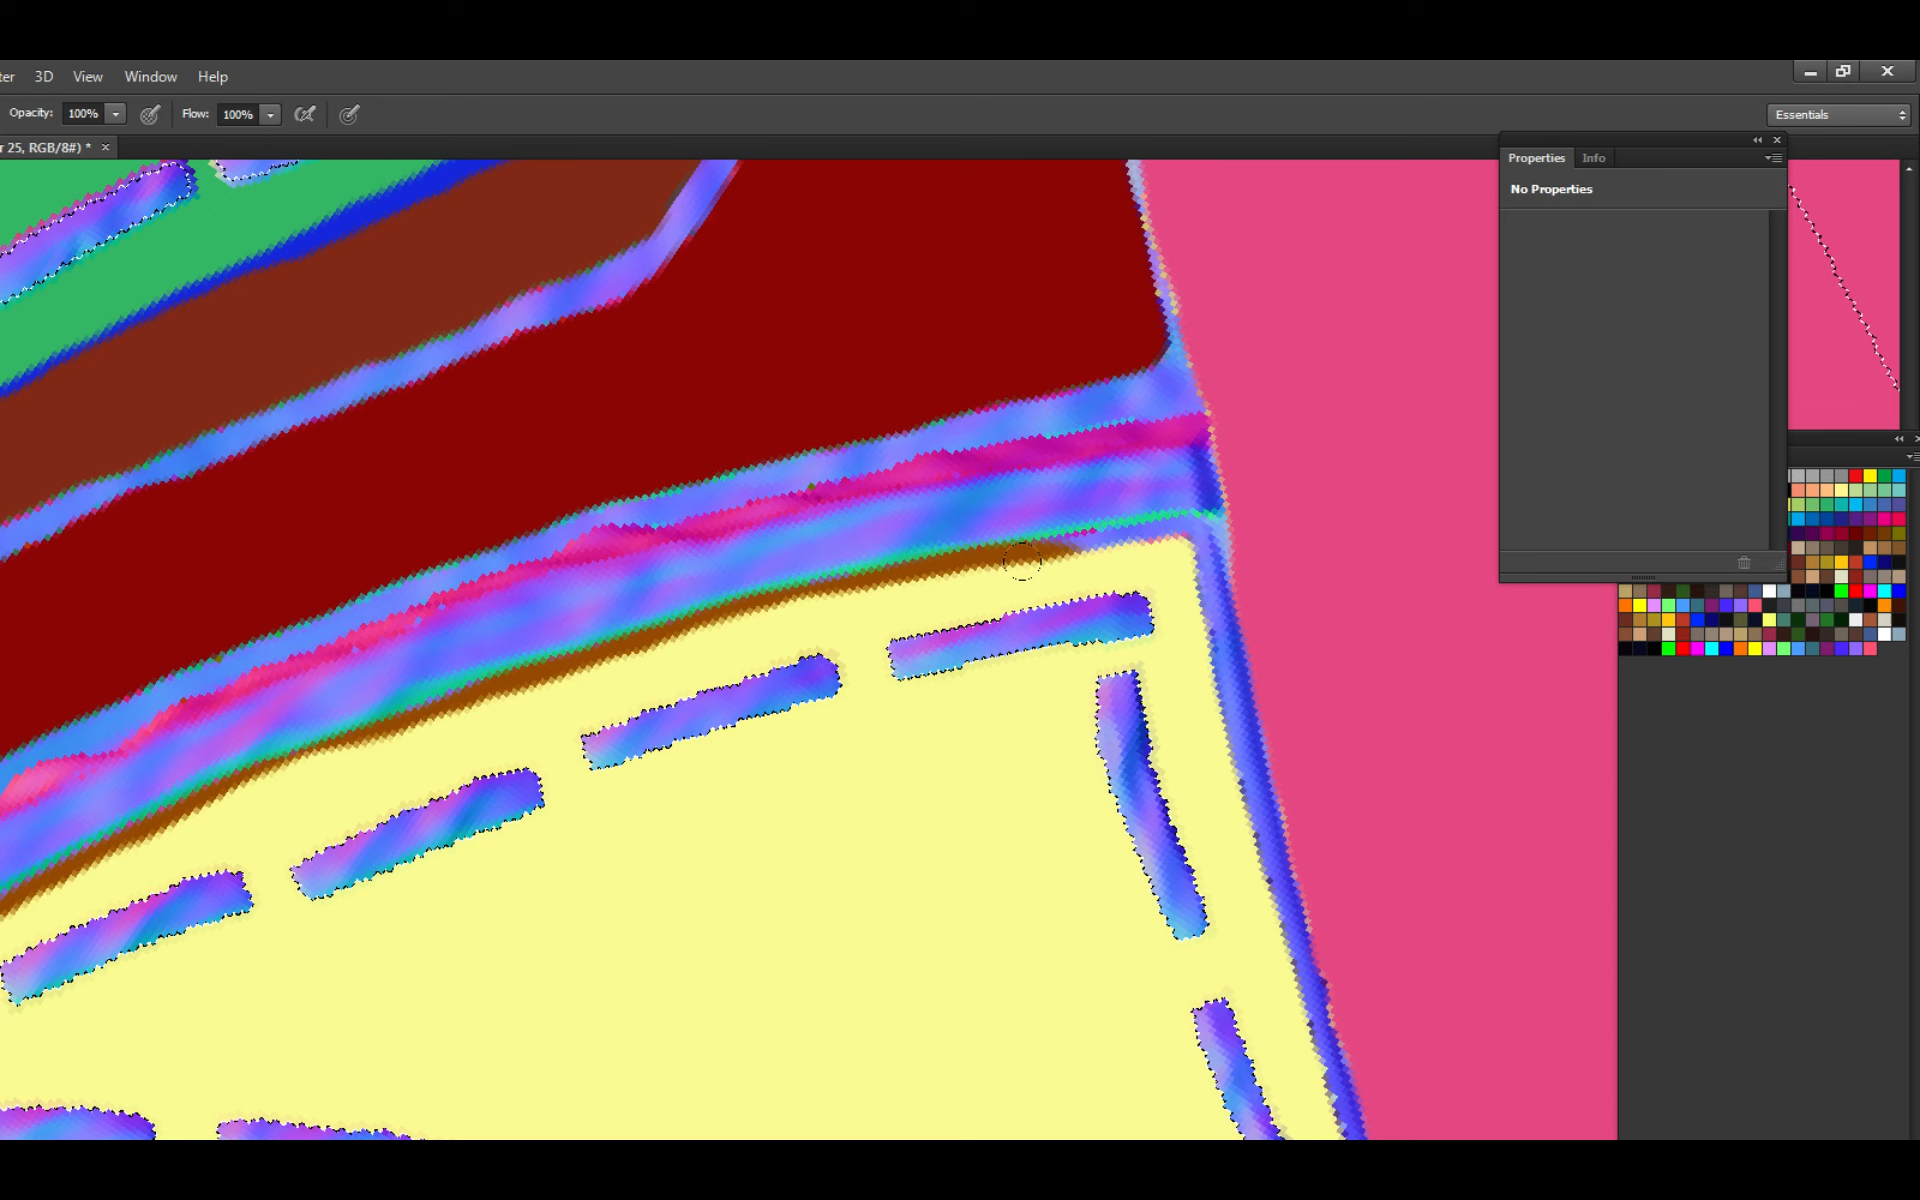 ter 3D View Window Help
Opacity: 100% Flow: 100% Essentials
r 25, RGB/8#) *
Properties Info
No Properties